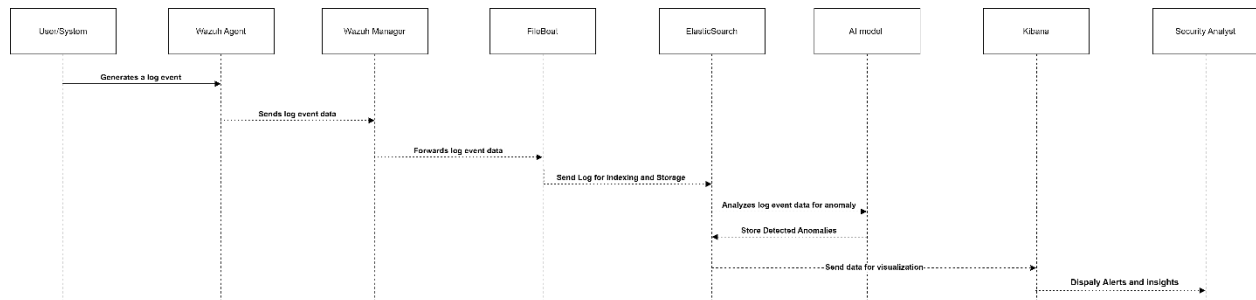 User/System
Wazuh Agent
Wazuh Manager
FileBeat
ElasticSearch
AI model
Kibana
Security Analyst
Generates a log event
Sends log event data
Forwards log event data
Send Log for Indexing and Storage
Analyzes log event data for anomaly
Store Detected Anomalies
Send data for visualization
Dispaly Alerts and Insights